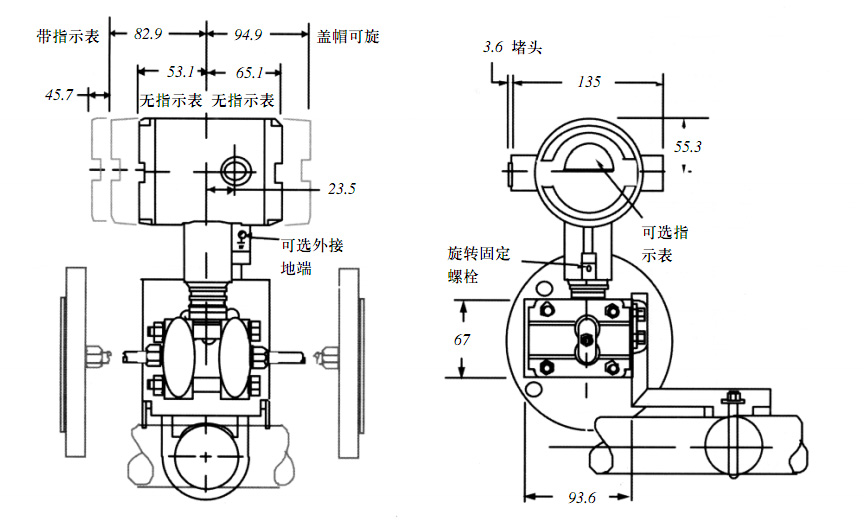 带指示表
82.9
94.9
盖帽可旋
53.1
65.1
45.7
无指示表
无指示表
23.5
可选外接
地端
3.6 堵头
135
55.3
可选指
示表
旋转固定
螺栓
67
93.6